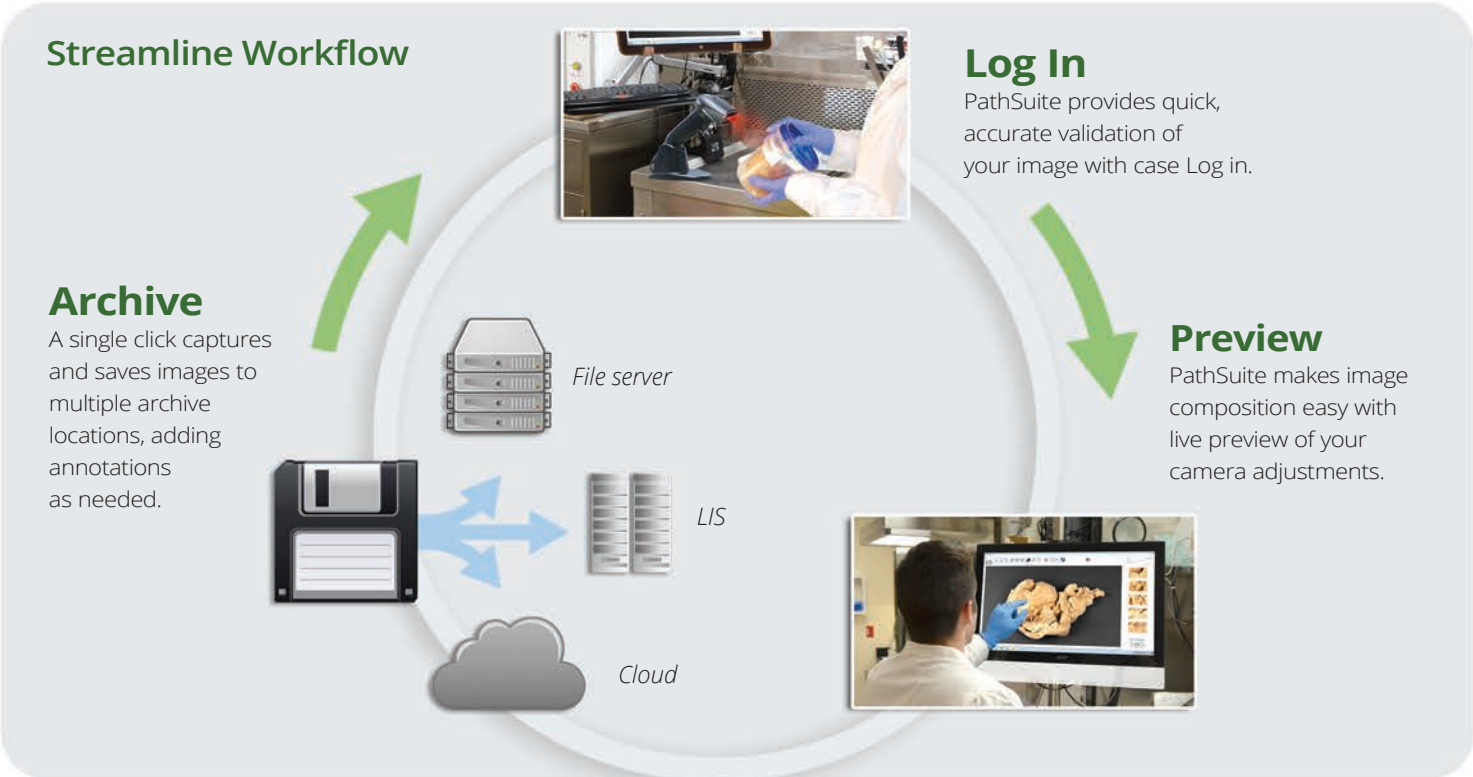 Streamline Workflow
Log In
PathSuite provides quick,
accurate validation of
your image with case Log in.
Archive
A single click captures
and saves images to
multiple archive
locations, adding
annotations
as needed.
Preview
PathSuite makes image
composition easy with
live preview of your
camera adjustments.
File server
LIS
Cloud